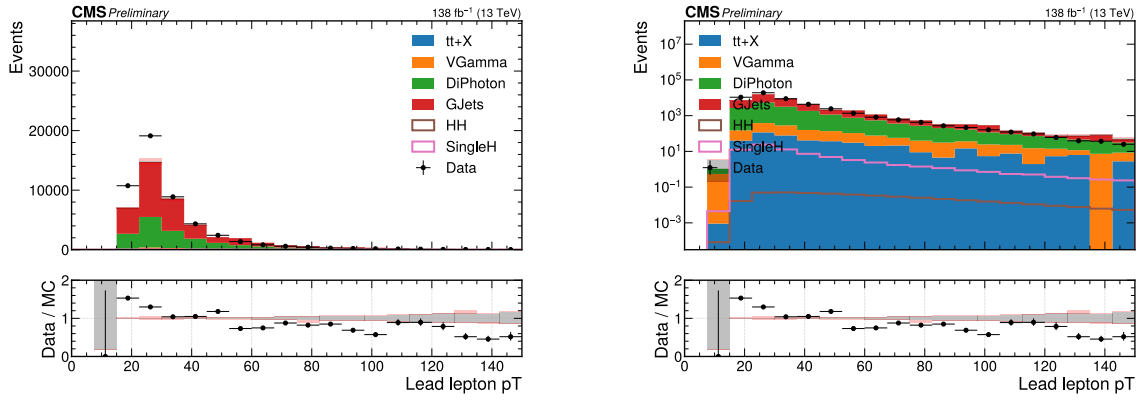 CMS Preliminary 138 fb⁻¹ (13 TeV)
Events
30000
20000
10000
0
tt+X
VGamma
DiPhoton
GJets
HH
SingleH
Data
Data / MC
2
1
0
0 20 40 60 80 100 120 140
Lead lepton pT
CMS Preliminary 138 fb⁻¹ (13 TeV)
Events
10⁷
10⁵
10³
10¹
10⁻¹
10⁻³
tt+X
VGamma
DiPhoton
GJets
HH
SingleH
Data
Data / MC
2
1
0
0 20 40 60 80 100 120 140
Lead lepton pT